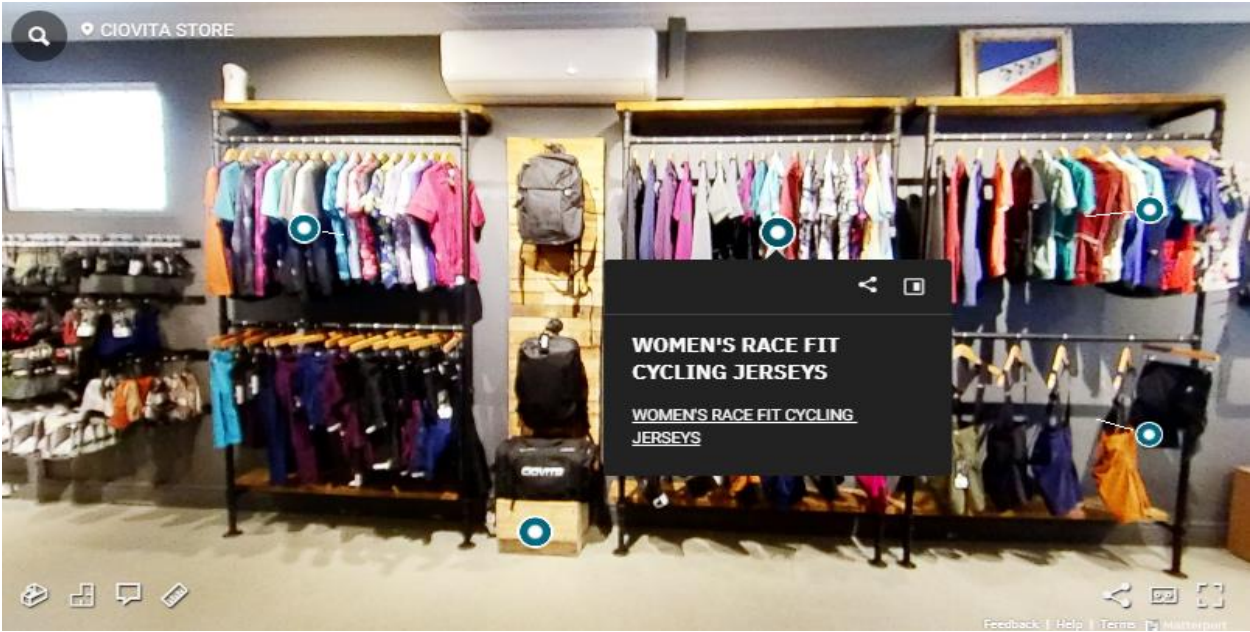 CIOVITA STORE
WOMEN'S RACE FIT
CYCLING JERSEYS
WOMEN'S RACE FIT CYCLING
JERSEYS
CIOVITA
Feedback | Help | Terms
Matterport